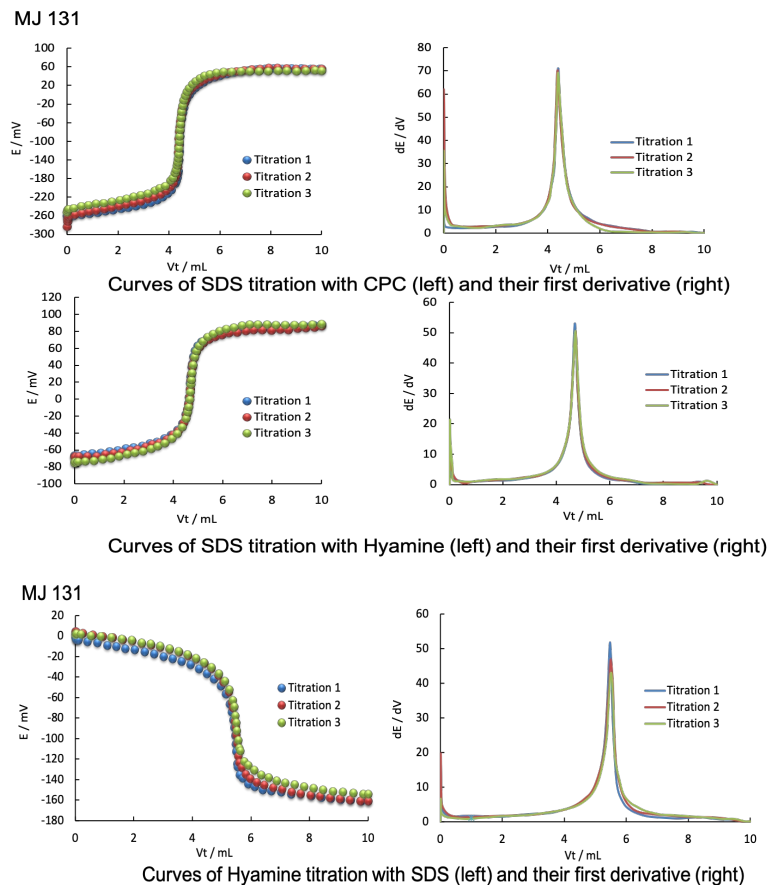 MJ 131
100
60
20
-20
-60
-100
-140
-180
-220
-260
-300
E / mV
0
2
4
6
8
10
Vt / mL
Titration 1
Titration 2
Titration 3
80
70
60
50
40
30
20
10
0
dE / dV
0
2
4
6
8
10
Vt / mL
Titration 1
Titration 2
Titration 3
Curves of SDS titration with CPC (left) and their first derivative (right)
120
100
80
60
40
20
0
-20
-40
-60
-80
-100
E / mV
0
2
4
6
8
10
Vt / mL
Titration 1
Titration 2
Titration 3
60
50
40
30
20
10
0
dE / dV
0
2
4
6
8
10
Vt / mL
Titration 1
Titration 2
Titration 3
Curves of SDS titration with Hyamine (left) and their first derivative (right)
MJ 131
20
0
-20
-40
-60
-80
-100
-120
-140
-160
-180
E / mV
0
2
4
6
8
10
Vt / mL
Titration 1
Titration 2
Titration 3
60
50
40
30
20
10
0
dE / dV
0
2
4
6
8
10
Vt / mL
Titration 1
Titration 2
Titration 3
Curves of Hyamine titration with SDS (left) and their first derivative (right)